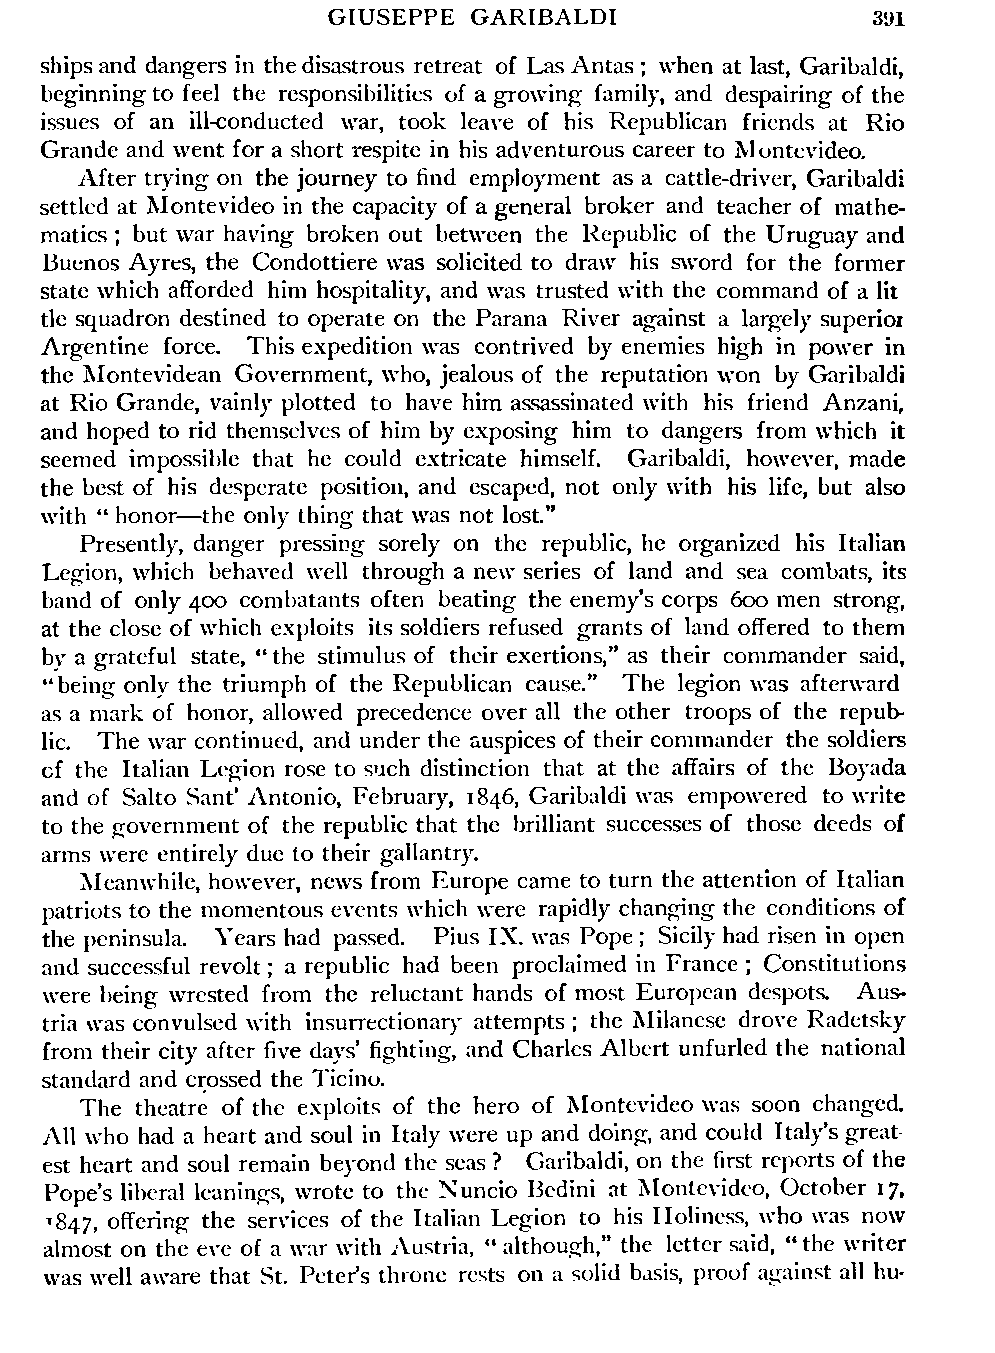 GIUSEPPE GARIBALDI 391
ships and dangers in the disastrous retreat of Las Antas ; when at last, Garibaldi,
beginning to feel the responsibilities of a growing family, and despairing of the
issues of an ill-conducted war, took leave of his Republican friends at Rio
Grande and went for a short respite in his adventurous career to Montevideo.
After trying on the journey to find employment as a cattle-driver, Garibaldi
settled at Montevideo in the capacity of a general broker and teacher of mathe-
matics ; but war having broken out between the Republic of the Uruguay and
Buenos Ayres, the Condottiere was solicited to draw his sword for the former
state which afforded him hospitality, and was trusted with the command of a lit
tle squadron destined to operate on the Parana River against a largely superior
Argentine force. This expedition was contrived by enemies high in power in
the Montevidean Government, who, jealous of the reputation won by Garibaldi
at Rio Grande, vainly plotted to have him assassinated with his friend Anzani,
and hoped to rid themselves of him by exposing him to dangers from which it
seemed impossible that he could extricate himself. Garibaldi, however, made
the best of his desperate position, and escaped, not only with his life, but also
with “ honor—the only thing that was not lost.”
Presently, danger pressing sorely on the republic, he organized his Italian
Legion, which behaved well through a new series of land and sea combats, its
band of only 400 combatants often beating the enemy's corps 600 men strong,
at the close of which exploits its soldiers refused grants of land offered to them
by a grateful state, “ the stimulus of their exertions,” as their commander said,
“being only the triumph of the Republican cause.” The legion was afterward
as a mark of honor, allowed precedence over all the other troops of the repub-
lic. The war continued, and under the auspices of their commander the soldiers
of the Italian Legion rose to such distinction that at the affairs of the Boyada
and of Salto Sant' Antonio, February, 1846, Garibaldi was empowered to write
to the government of the republic that the brilliant successes of those deeds of
arms were entirely due to their gallantry.
Meanwhile, however, news from Europe came to turn the attention of Italian
patriots to the momentous events which were rapidly changing the conditions of
the peninsula. Years had passed. Pius IX. was Pope ; Sicily had risen in open
and successful revolt ; a republic had been proclaimed in France ; Constitutions
were being wrested from the reluctant hands of most European despots. Aus-
tria was convulsed with insurrectionary attempts ; the Milanese drove Radetsky
from their city after five days' fighting, and Charles Albert unfurled the national
standard and crossed the Ticino.
The theatre of the exploits of the hero of Montevideo was soon changed.
All who had a heart and soul in Italy were up and doing, and could Italy's great-
est heart and soul remain beyond the seas ? Garibaldi, on the first reports of the
Pope's liberal leanings, wrote to the Nuncio Bedini at Montevideo, October 17,
1847, offering the services of the Italian Legion to his Holiness, who was now
almost on the eve of a war with Austria, “ although,” the letter said, “ the writer
was well aware that St. Peter's throne rests on a solid basis, proof against all hu-